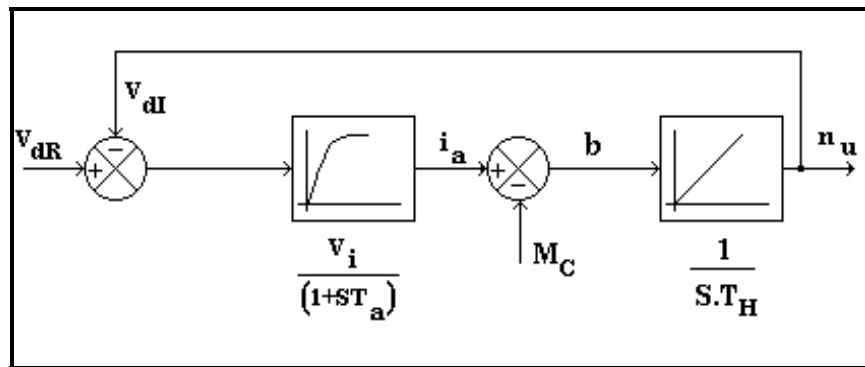 V_dI
V_dR
−
+
i_a
+
−
b
n_u
M_C
V_i
(1+ST_a)
1
S.T_H